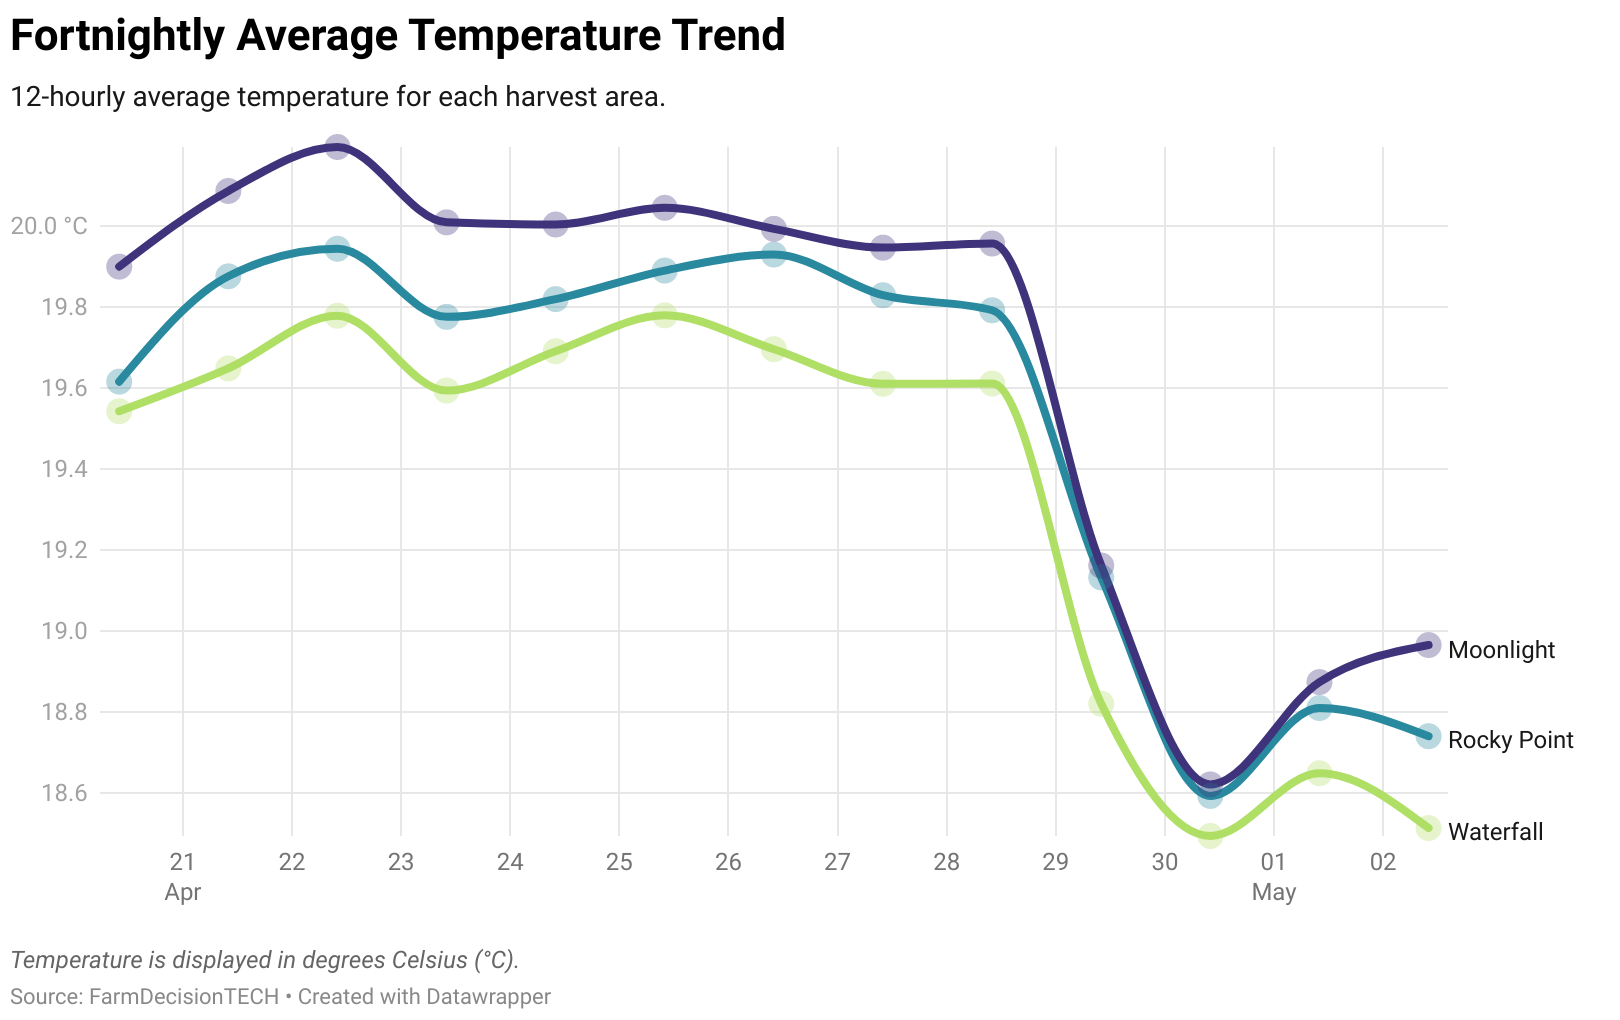 Fortnightly Average Temperature Trend
12-hourly average temperature for each harvest area.
20.0 °C
19.8
19.6
19.4
19.2
19.0
18.8
18.6
Moonlight
Rocky Point
Waterfall
21 22 23 24 25 26 27 28 29 30 01 02
Apr May
Temperature is displayed in degrees Celsius (°C).
Source: FarmDecisionTECH • Created with Datawrapper